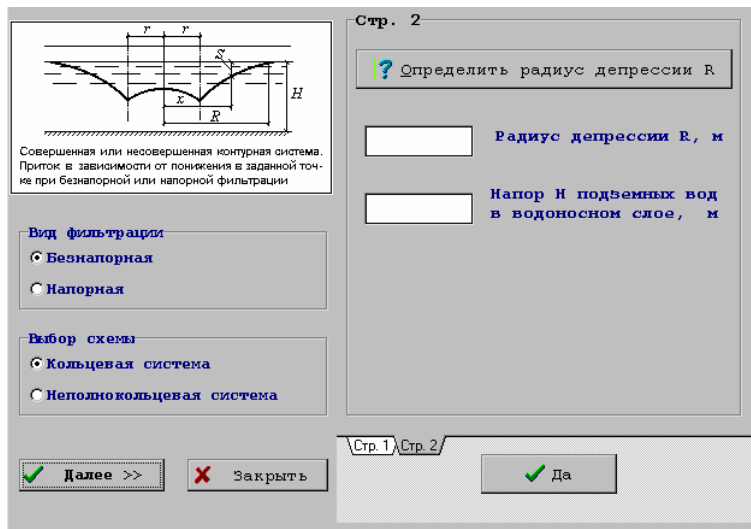 r r
S
H
x
R
Совершенная или несовершенная контурная система.
Приток в зависимости от понижения в заданной точ-
ке при безнапорной или напорной фильтрации
Вид фильтрации
Безнапорная
Напорная
Выбор схемы
Кольцевая система
Неполнокольцевая система
Далее >>
Закрыть
Стр. 2
? Определить радиус депрессии R
Радиус депрессии R, м
Напор Н подземных вод
в водоносном слое, м
Стр. 1 Стр. 2
Да